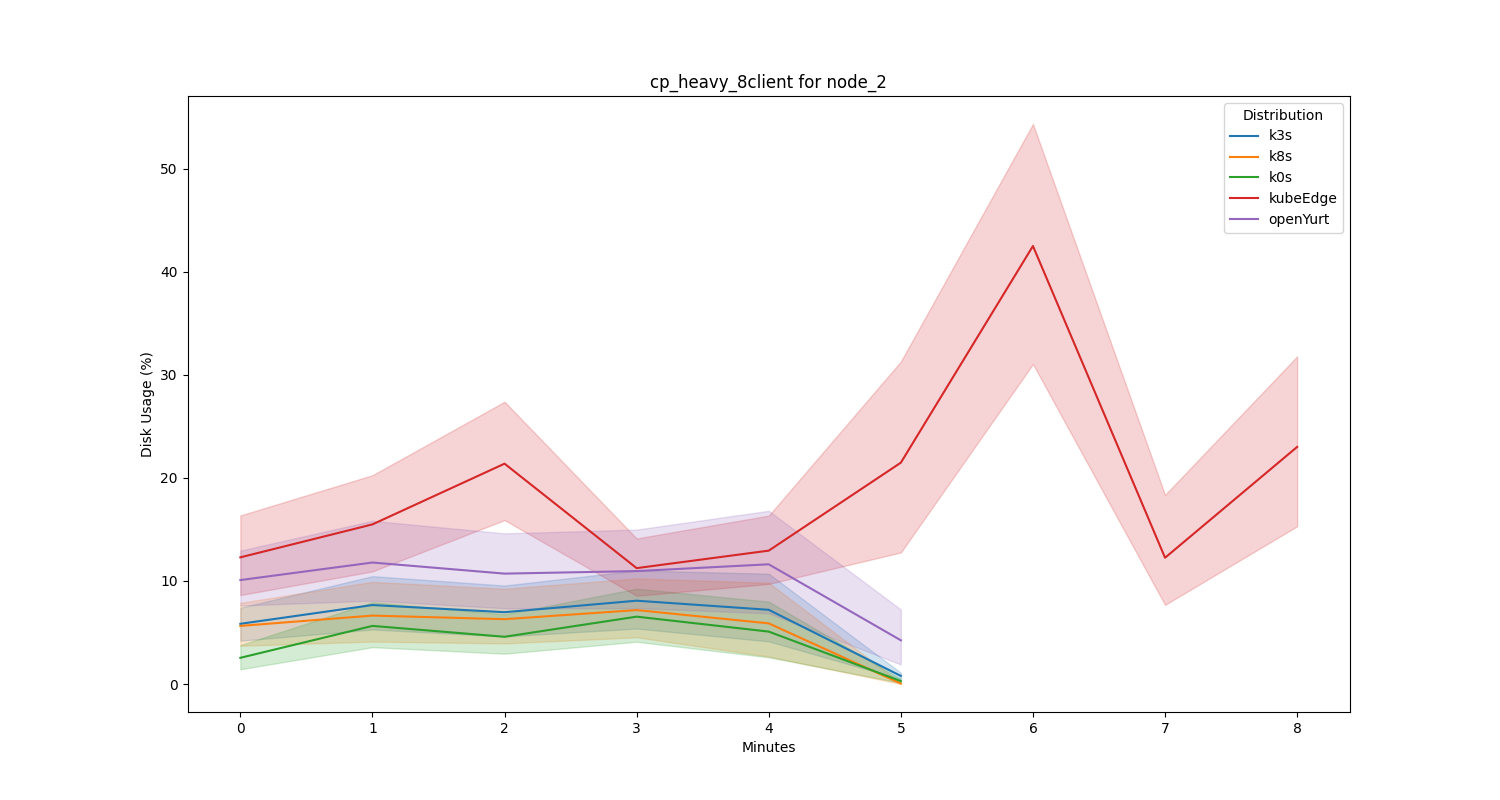 cp_heavy_8client for node_2
Distribution
k3s
k8s
k0s
kubeEdge
openYurt
Disk Usage (%)
50
40
30
20
10
0
0 1 2 3 4 5 6 7 8
Minutes